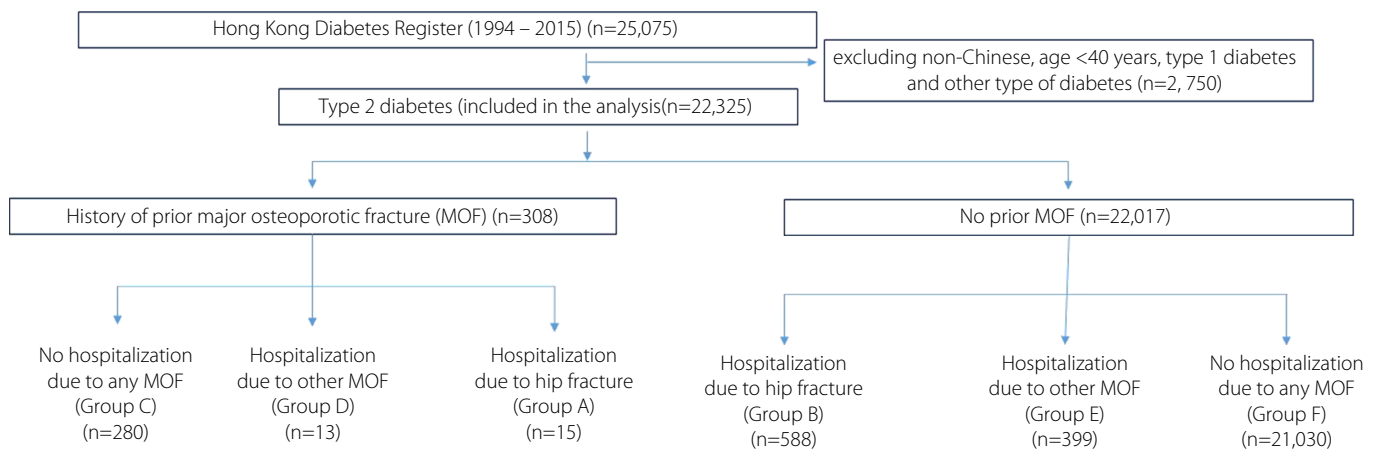 Hong Kong Diabetes Register (1994 – 2015) (n=25,075)
excluding non-Chinese, age <40 years, type 1 diabetes
and other type of diabetes (n=2, 750)
Type 2 diabetes (included in the analysis(n=22,325)
History of prior major osteoporotic fracture (MOF) (n=308)
No prior MOF (n=22,017)
No hospitalization
due to any MOF
(Group C)
(n=280)
Hospitalization
due to other MOF
(Group D)
(n=13)
Hospitalization
due to hip fracture
(Group A)
(n=15)
Hospitalization
due to hip fracture
(Group B)
(n=588)
Hospitalization
due to other MOF
(Group E)
(n=399)
No hospitalization
due to any MOF
(Group F)
(n=21,030)